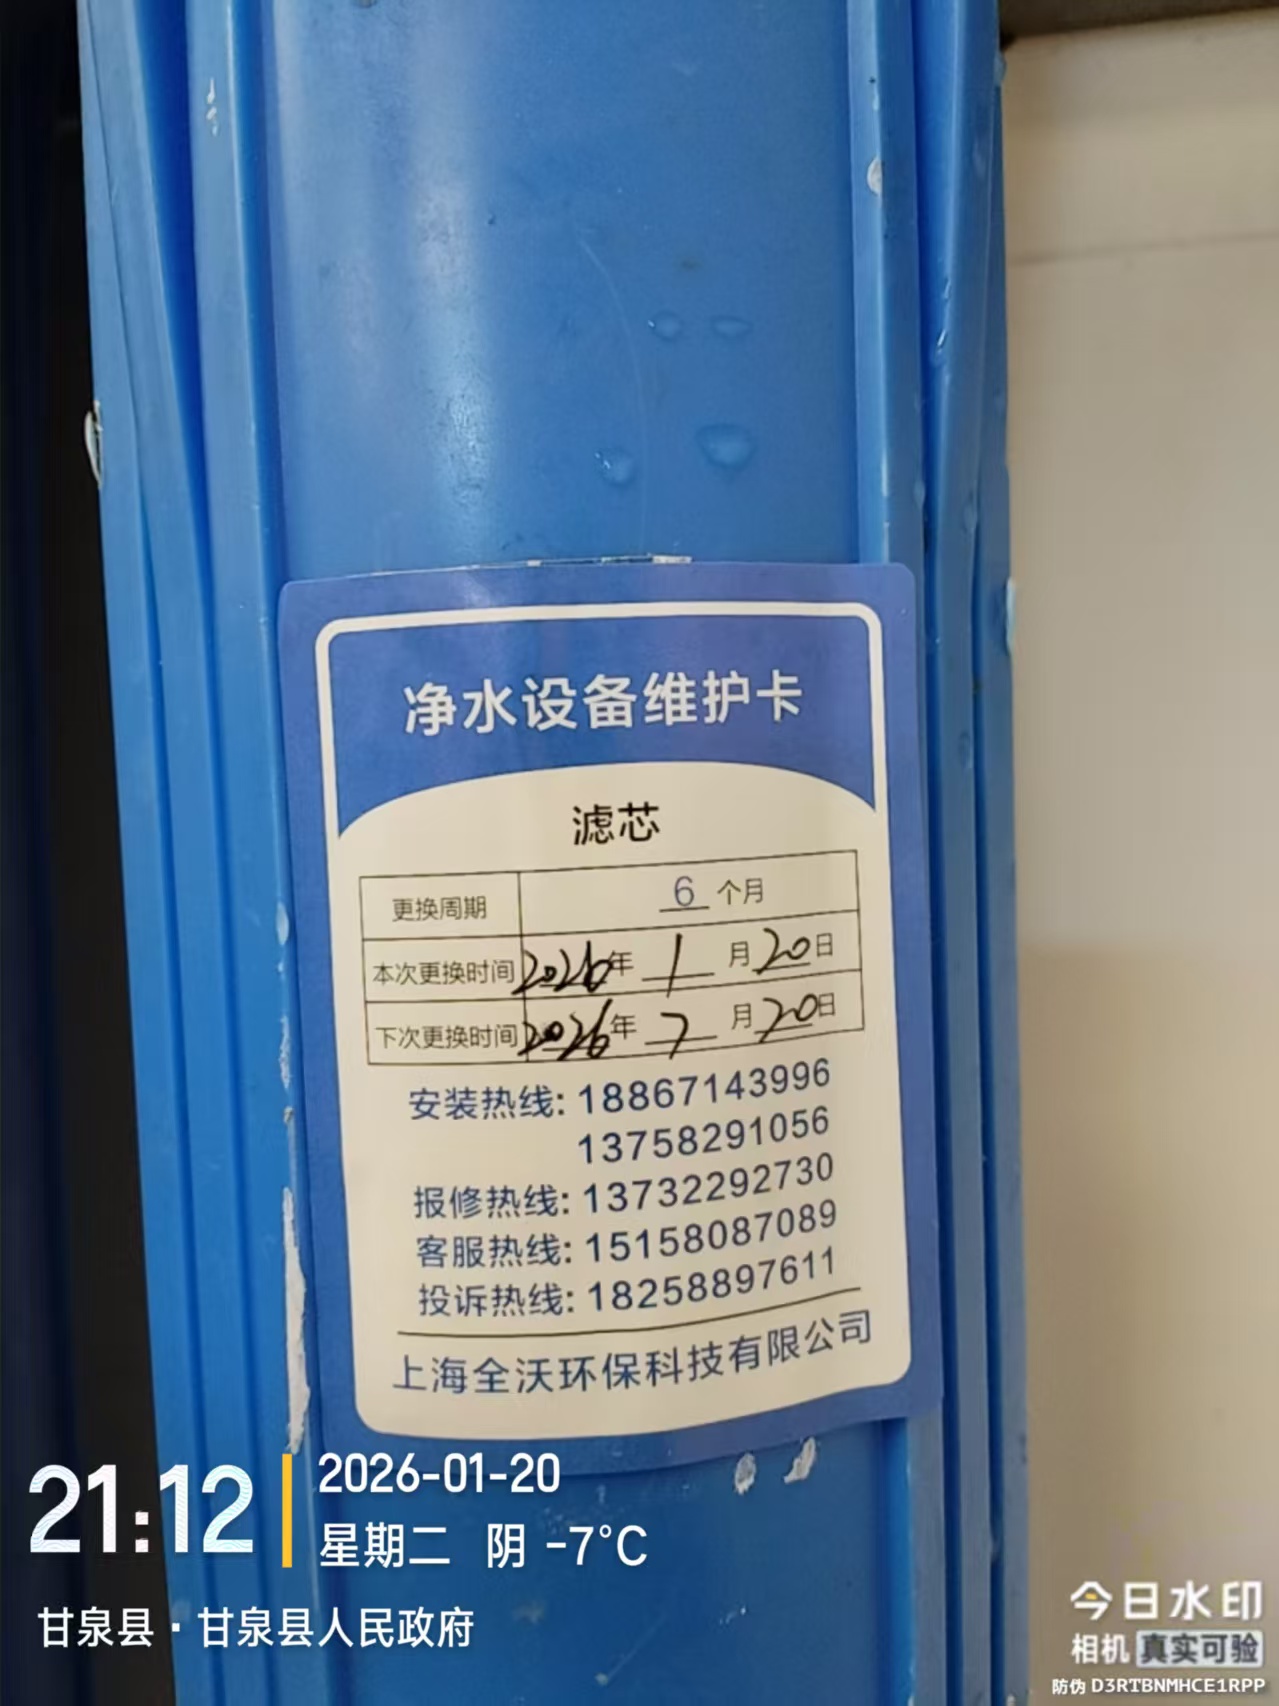 净水设备维护卡
滤芯
更换周期 6 个月
本次更换时间 2026年 1 月 20 日
下次更换时间 2026年 7 月 20 日
安装热线: 18867143996
13758291056
报修热线: 13732292730
客服热线: 15158087089
投诉热线: 18258897611
上海全沃环保科技有限公司
21:12
2026-01-20
星期二 阴 -7°C
甘泉县·甘泉县人民政府
今日水印
相机 真实可验
防伪 D3RTBNMHCE1RPP